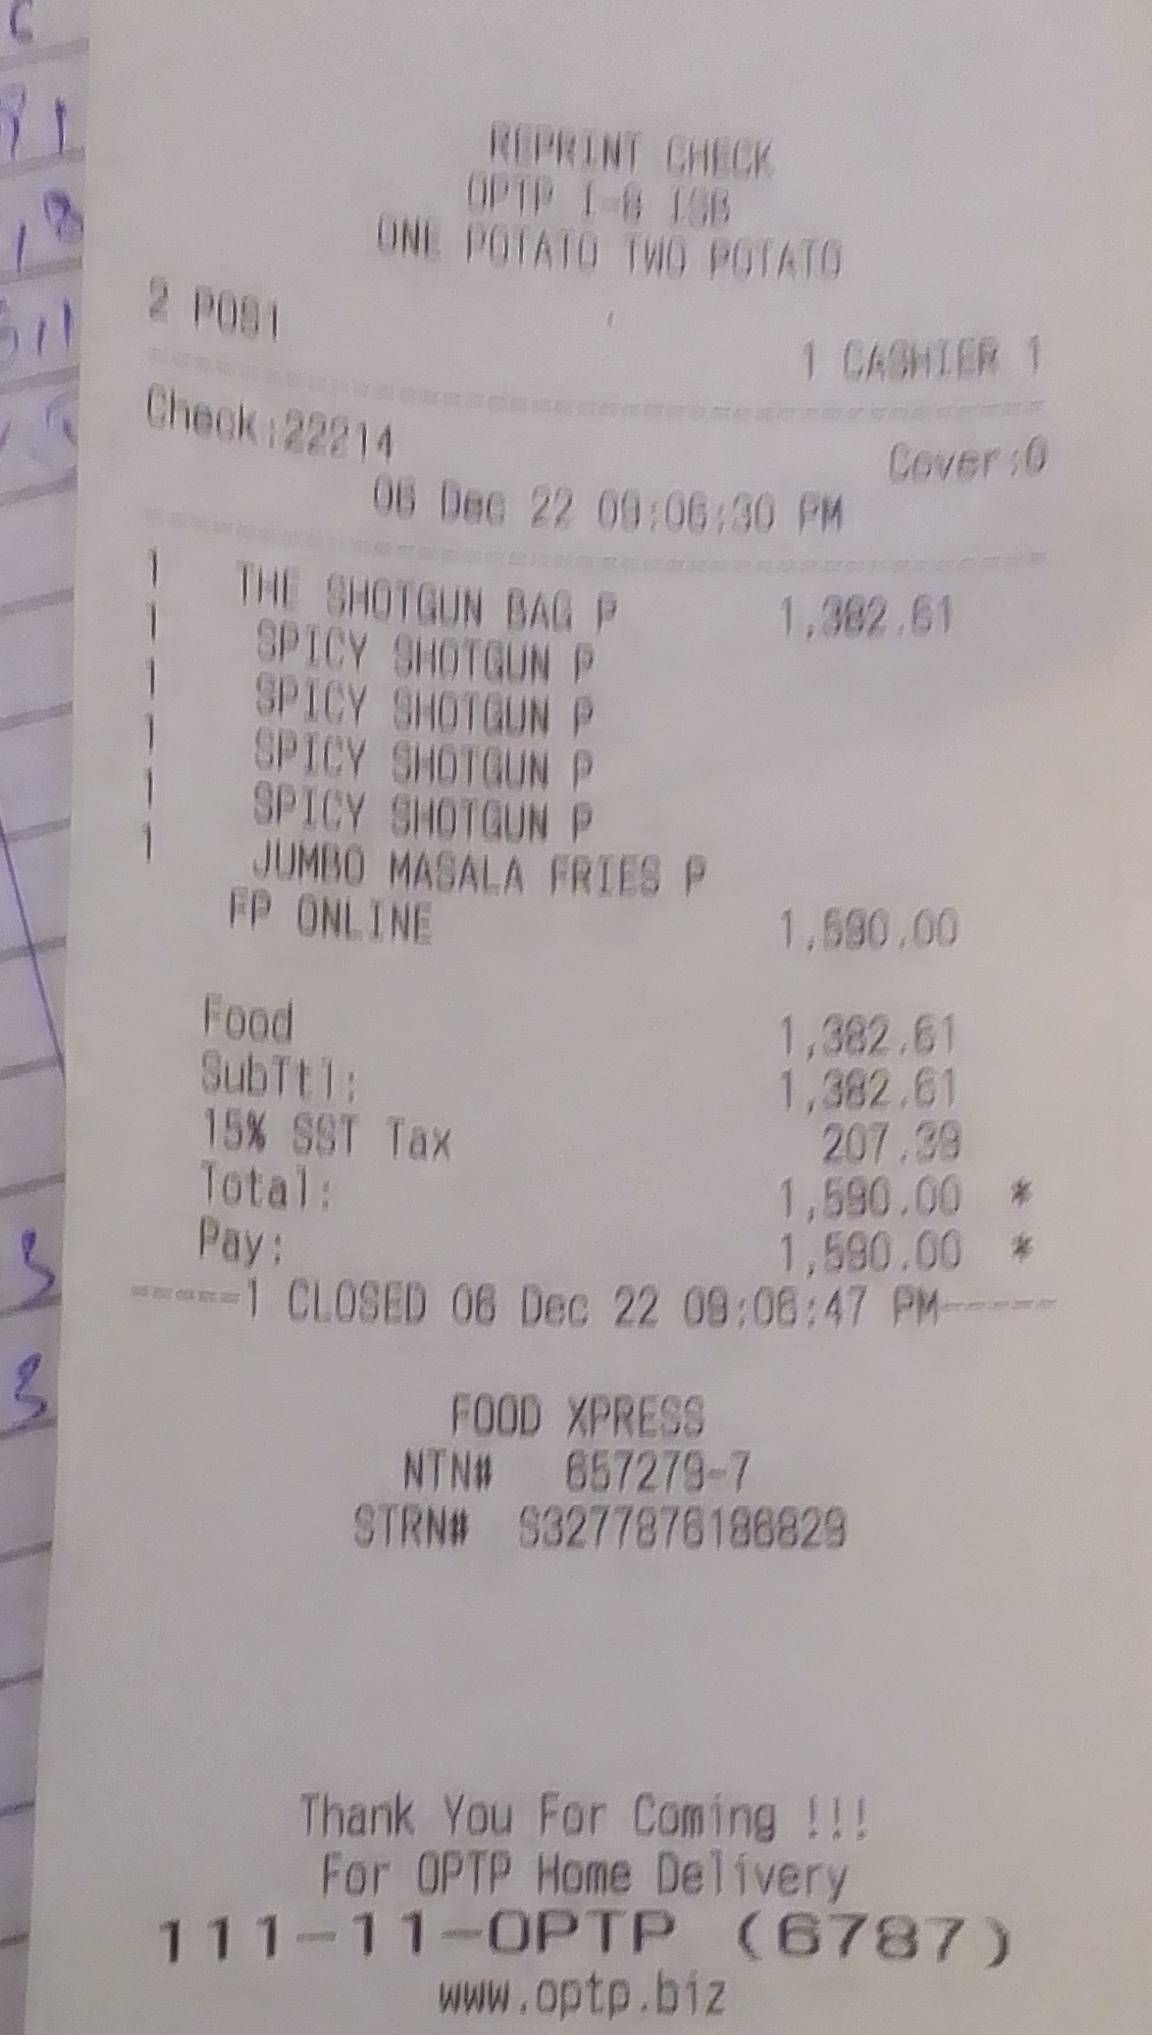 REPRINT CHECK
OPTP I-8 ISB
ONE POTATO TWO POTATO
2 POS1
1 CASHIER 1
Check:22214
Cover:0
06 Dec 22 09:06:30 PM
1 THE SHOTGUN BAG P 1,382.61
1 SPICY SHOTGUN P
1 SPICY SHOTGUN P
1 SPICY SHOTGUN P
1 SPICY SHOTGUN P
1 JUMBO MASALA FRIES P
FP ONLINE 1,590.00
Food 1,382.61
SubTtl: 1,382.61
15% SST Tax 207.39
Total: 1,590.00 *
Pay: 1,590.00 *
-----1 CLOSED 06 Dec 22 09:06:47 PM-----
FOOD XPRESS
NTN# 657279-7
STRN# S3277876186829
Thank You For Coming !!!
For OPTP Home Delivery
111-11-OPTP (6787)
www.optp.biz